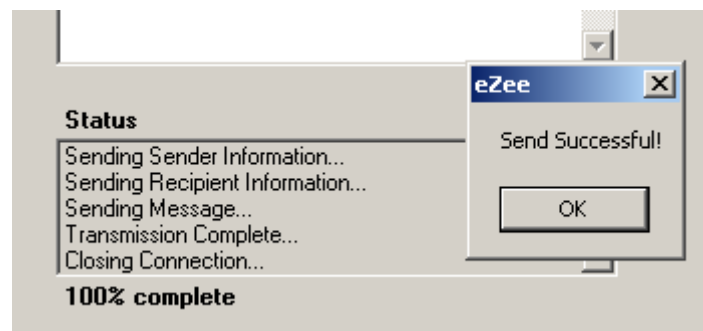 eZee
Send Successful!
OK
Status
Sending Sender Information...
Sending Recipient Information...
Sending Message...
Transmission Complete...
Closing Connection...
100% complete